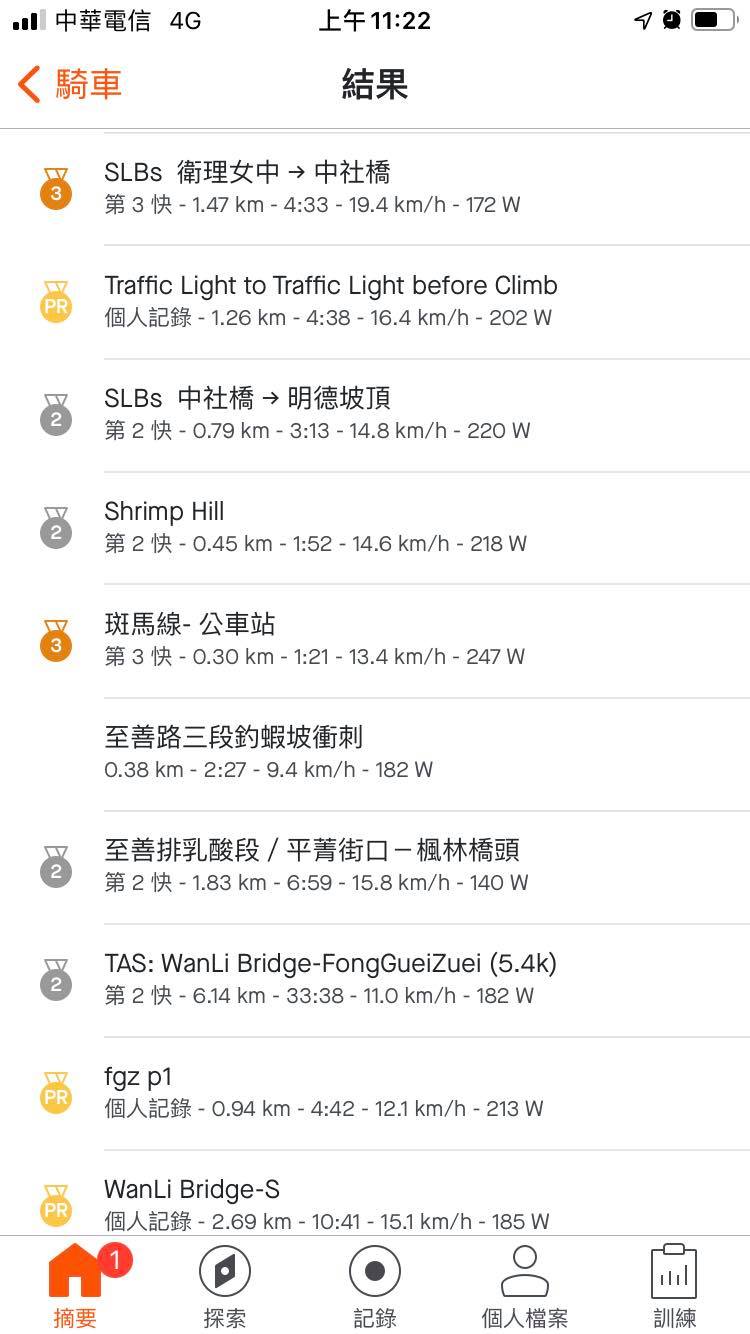 中華電信 4G 上午11:22
騎車 結果
SLBs 衛理女中 → 中社橋
3
第 3 快 - 1.47 km - 4:33 - 19.4 km/h - 172 W
Traffic Light to Traffic Light before Climb
PR
個人記錄 - 1.26 km - 4:38 - 16.4 km/h - 202 W
SLBs 中社橋 → 明德坡頂
2
第 2 快 - 0.79 km - 3:13 - 14.8 km/h - 220 W
Shrimp Hill
2
第 2 快 - 0.45 km - 1:52 - 14.6 km/h - 218 W
斑馬線- 公車站
3
第 3 快 - 0.30 km - 1:21 - 13.4 km/h - 247 W
至善路三段釣蝦坡衝刺
0.38 km - 2:27 - 9.4 km/h - 182 W
至善排乳酸段 / 平菁街口－楓林橋頭
2
第 2 快 - 1.83 km - 6:59 - 15.8 km/h - 140 W
TAS: WanLi Bridge-FongGueiZuei (5.4k)
2
第 2 快 - 6.14 km - 33:38 - 11.0 km/h - 182 W
fgz p1
PR
個人記錄 - 0.94 km - 4:42 - 12.1 km/h - 213 W
WanLi Bridge-S
PR
個人記錄 - 2.69 km - 10:41 - 15.1 km/h - 185 W
1
摘要 探索 記錄 個人檔案 訓練